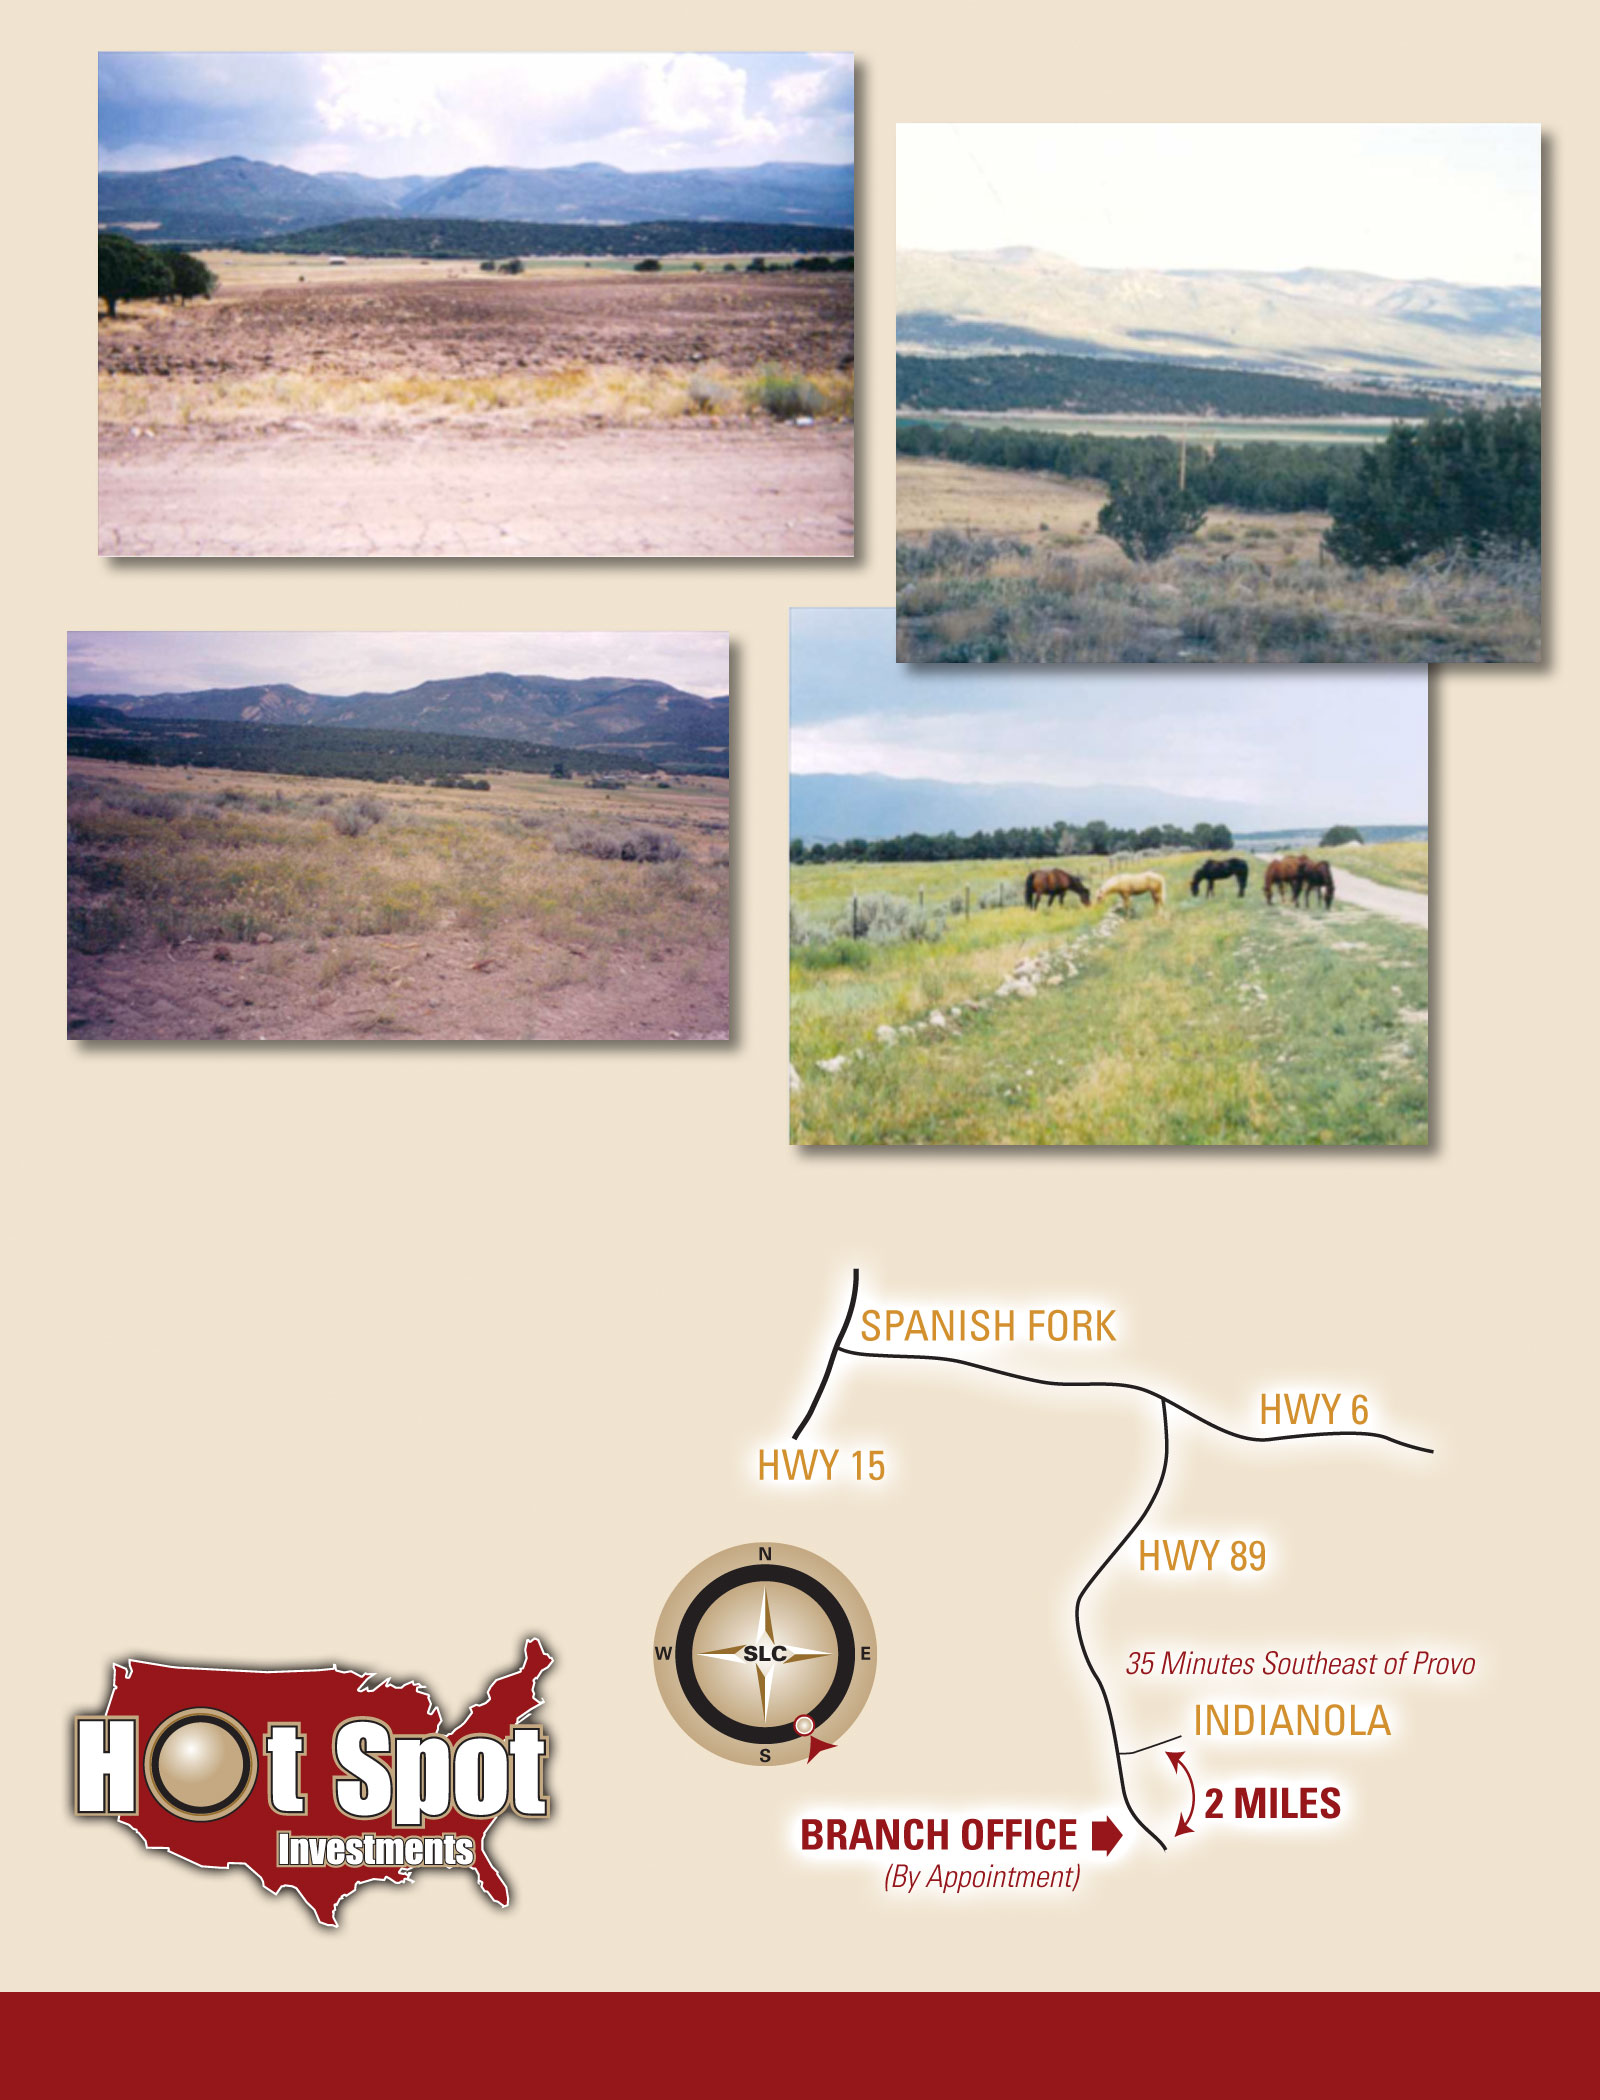 SPANISH FORK
HWY 6
HWY 15
HWY 89
N
W SLC E
S
35 Minutes Southeast of Provo
INDIANOLA
2 MILES
BRANCH OFFICE
(By Appointment)
Hot Spot
Investments